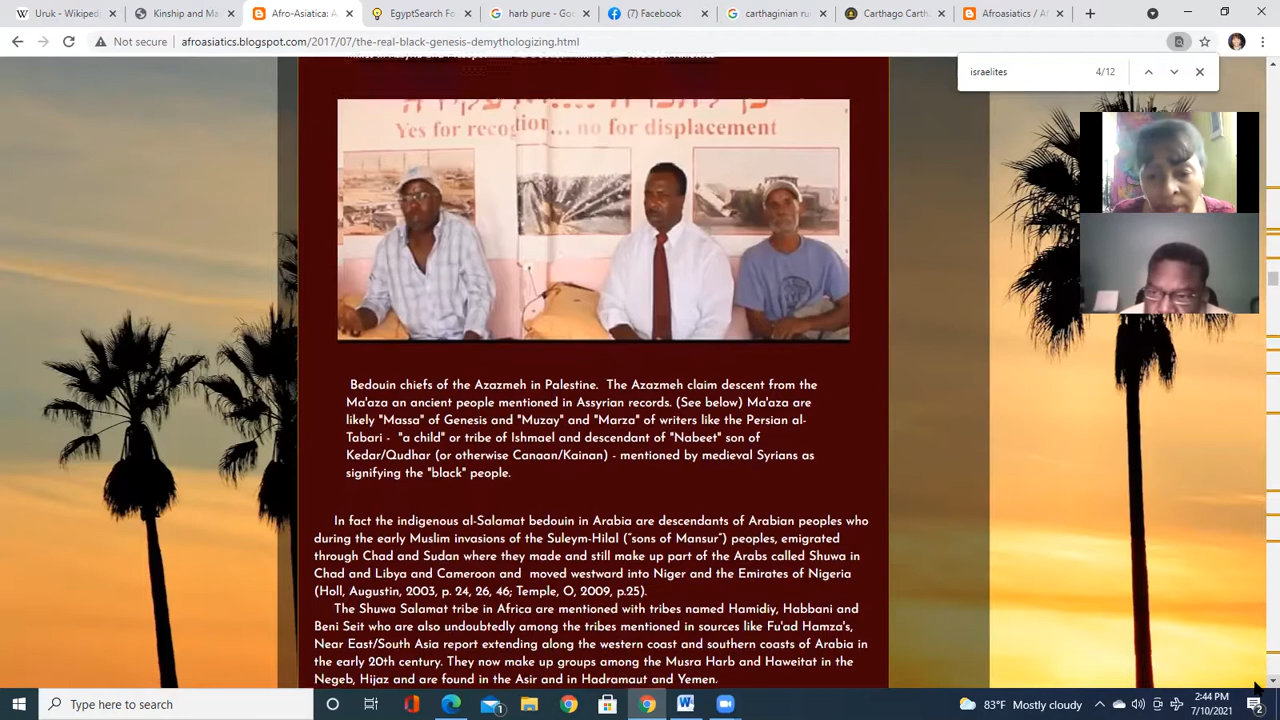 Uruk - Wikiped
Kinship and Ma
Afro-Asiatica: A
EgyptSearch Fo
harb pure - Goo
(7) Facebook
carthaginian ru
Carthago Carth
Afroasiatics / Af
Not secure
afroasiatics.blogspot.com/2017/07/the-real-black-genesis-demythologizing.html
israelites
4/12
Yes for recognition... no for displacement
Bedouin chiefs of the Azazmeh in Palestine. The Azazmeh claim descent from the
Ma'aza an ancient people mentioned in Assyrian records. (See below) Ma'aza are
likely "Massa" of Genesis and "Muzay" and "Marza" of writers like the Persian al-
Tabari - "a child" or tribe of Ishmael and descendant of "Nabeet" son of
Kedar/Qudhar (or otherwise Canaan/Kainan) - mentioned by medieval Syrians as
signifying the "black" people.
In fact the indigenous al-Salamat bedouin in Arabia are descendants of Arabian peoples who
during the early Muslim invasions of the Suleym-Hilal ("sons of Mansur") peoples, emigrated
through Chad and Sudan where they made and still make up part of the Arabs called Shuwa in
Chad and Libya and Cameroon and moved westward into Niger and the Emirates of Nigeria
(Holl, Augustin, 2003, p. 24, 26, 46; Temple, O, 2009, p.25).
The Shuwa Salamat tribe in Africa are mentioned with tribes named Hamidiy, Habbani and
Beni Seit who are also undoubtedly among the tribes mentioned in sources like Fu'ad Hamza's,
Near East/South Asia report extending along the western coast and southern coasts of Arabia in
the early 20th century. They now make up groups among the Musra Harb and Haweitat in the
Negeb, Hijaz and are found in the Asir and in Hadramaut and Yemen.
Type here to search
83°F Mostly cloudy
2:44 PM
7/10/2021